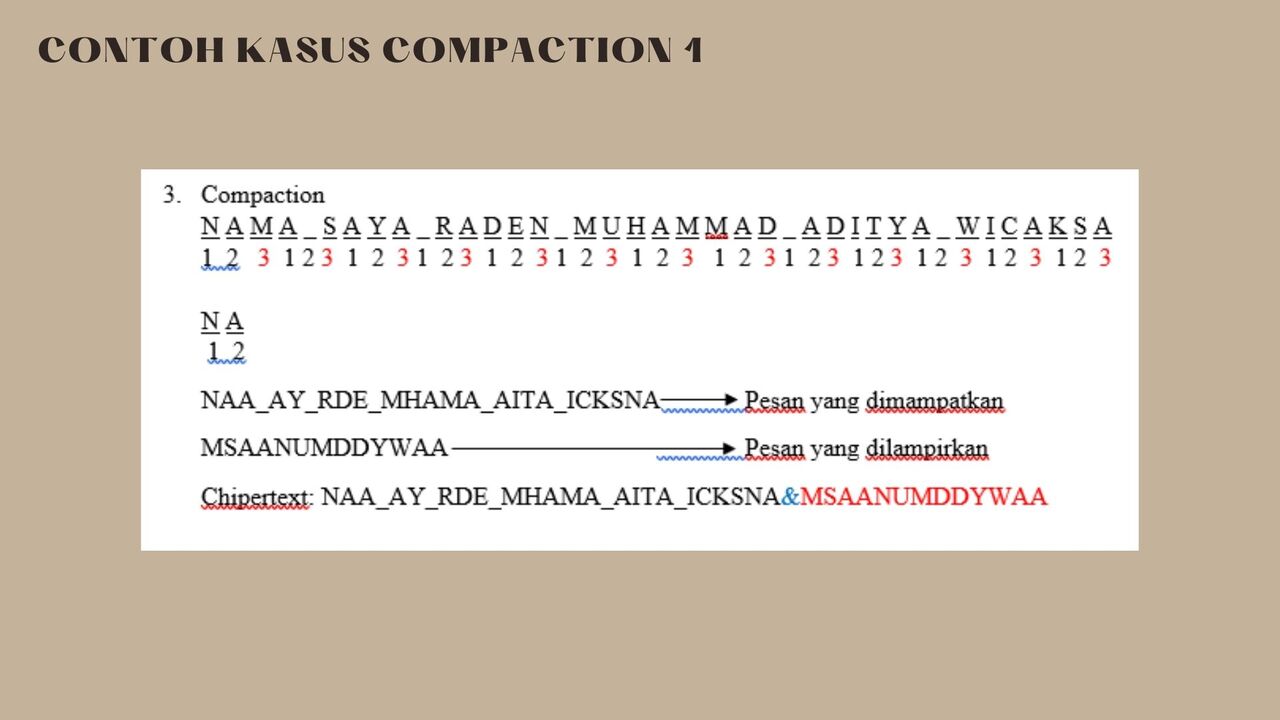 CONTOH KASUS COMPACTION 1
3. Compaction
N A M A _ S A Y A _ R A D E N _ M U H A M M A D _ A D I T Y A _ W I C A K S A
1 2 3 1 2 3 1 2 3 1 2 3 1 2 3 1 2 3 1 2 3 1 2 3 1 2 3 1 2 3 1 2 3 1 2 3 1 2 3
N A
1 2
NAA_AY_RDE_MHAMA_AITA_ICKSNA → Pesan yang dimampatkan
MSAANUMDDYWAA → Pesan yang dilampirkan
Chipertext: NAA_AY_RDE_MHAMA_AITA_ICKSNA&MSAANUMDDYWAA